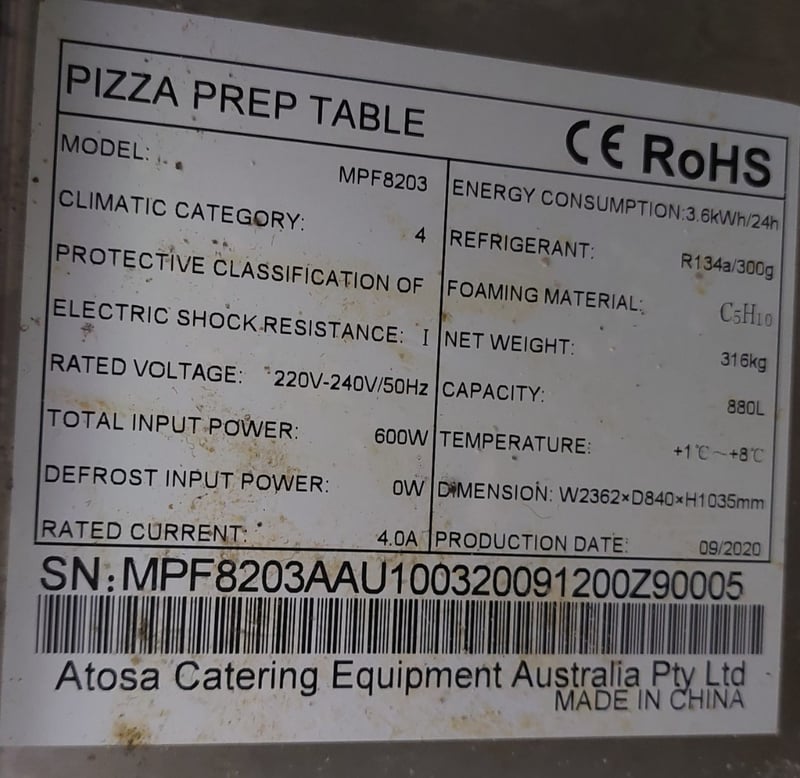 PIZZA PREP TABLE
CE RoHS
MODEL: MPF8203
CLIMATIC CATEGORY: 4
PROTECTIVE CLASSIFICATION OF
ELECTRIC SHOCK RESISTANCE: I
RATED VOLTAGE: 220V-240V/50Hz
TOTAL INPUT POWER: 600W
DEFROST INPUT POWER: 0W
RATED CURRENT: 4.0A
ENERGY CONSUMPTION:3.6kWh/24h
REFRIGERANT: R134a/300g
FOAMING MATERIAL: C₅H₁₀
NET WEIGHT: 316kg
CAPACITY: 880L
TEMPERATURE: +1℃~+8℃
DIMENSION: W2362×D840×H1035mm
PRODUCTION DATE: 09/2020
SN:MPF8203AAU100320091200Z90005
Atosa Catering Equipment Australia Pty Ltd
MADE IN CHINA